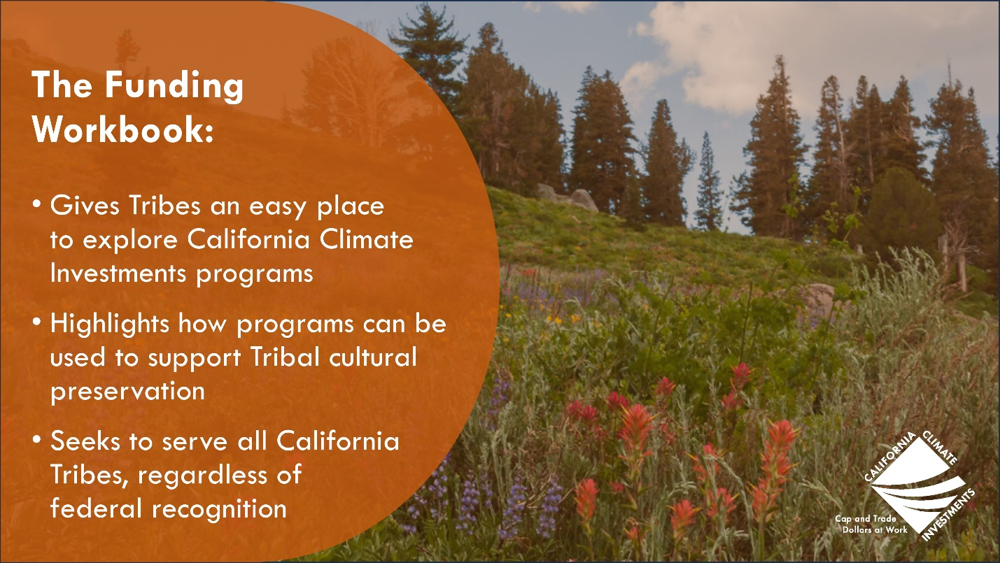 The Funding
Workbook:
• Gives Tribes an easy place
to explore California Climate
Investments programs
• Highlights how programs can be
used to support Tribal cultural
preservation
• Seeks to serve all California
Tribes, regardless of
federal recognition
CALIFORNIA CLIMATE
INVESTMENTS
Cap and Trade
Dollars at Work